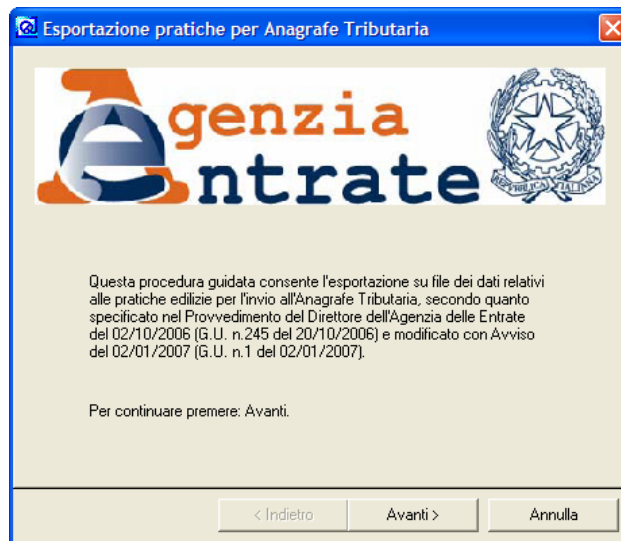 Esportazione pratiche per Anagrafe Tributaria
Agenzia
Entrate
REPVBBLICA ITALIANA
Questa procedura guidata consente l'esportazione su file dei dati relativi
alle pratiche edilizie per l'invio all'Anagrafe Tributaria, secondo quanto
specificato nel Provvedimento del Direttore dell'Agenzia delle Entrate
del 02/10/2006 (G.U. n.245 del 20/10/2006) e modificato con Avviso
del 02/01/2007 (G.U. n.1 del 02/01/2007).
Per continuare premere: Avanti.
< Indietro
Avanti >
Annulla